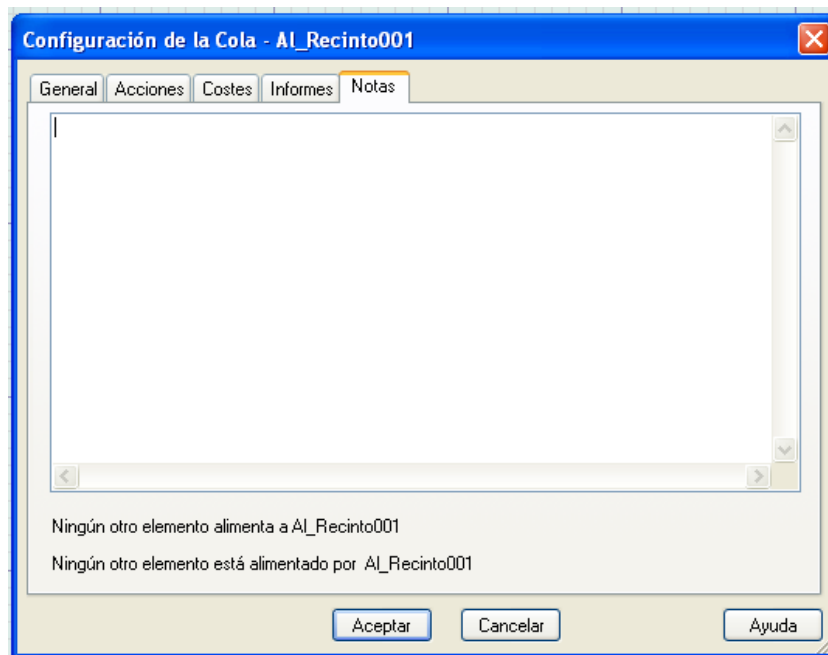 Configuración de la Cola - Al_Recinto001
General Acciones Costes Informes Notas
Ningún otro elemento alimenta a Al_Recinto001
Ningún otro elemento está alimentado por Al_Recinto001
Aceptar Cancelar Ayuda